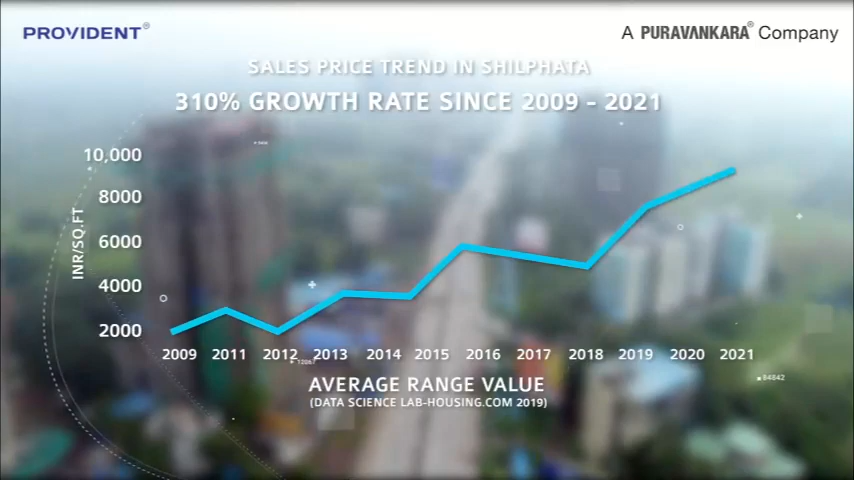 PROVIDENT®
A PURAVANKARA® Company
SALES PRICE TREND IN SHILPHATA
310% GROWTH RATE SINCE 2009 - 2021
10,000
8000
6000
4000
2000
INR/SQ.FT
2009 2011 2012 2013 2014 2015 2016 2017 2018 2019 2020 2021
AVERAGE RANGE VALUE
(DATA SCIENCE LAB-HOUSING.COM 2019)
84842